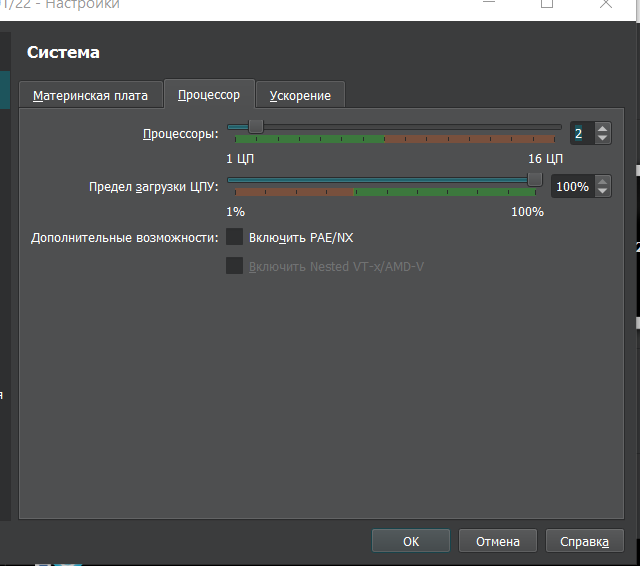 01/22 - Настройки
Система
Материнская плата
Процессор
Ускорение
Процессоры:
2
1 ЦП
16 ЦП
Предел загрузки ЦПУ:
100%
1%
100%
Дополнительные возможности:
Включить PAE/NX
Включить Nested VT-x/AMD-V
я
OK
Отмена
Справка